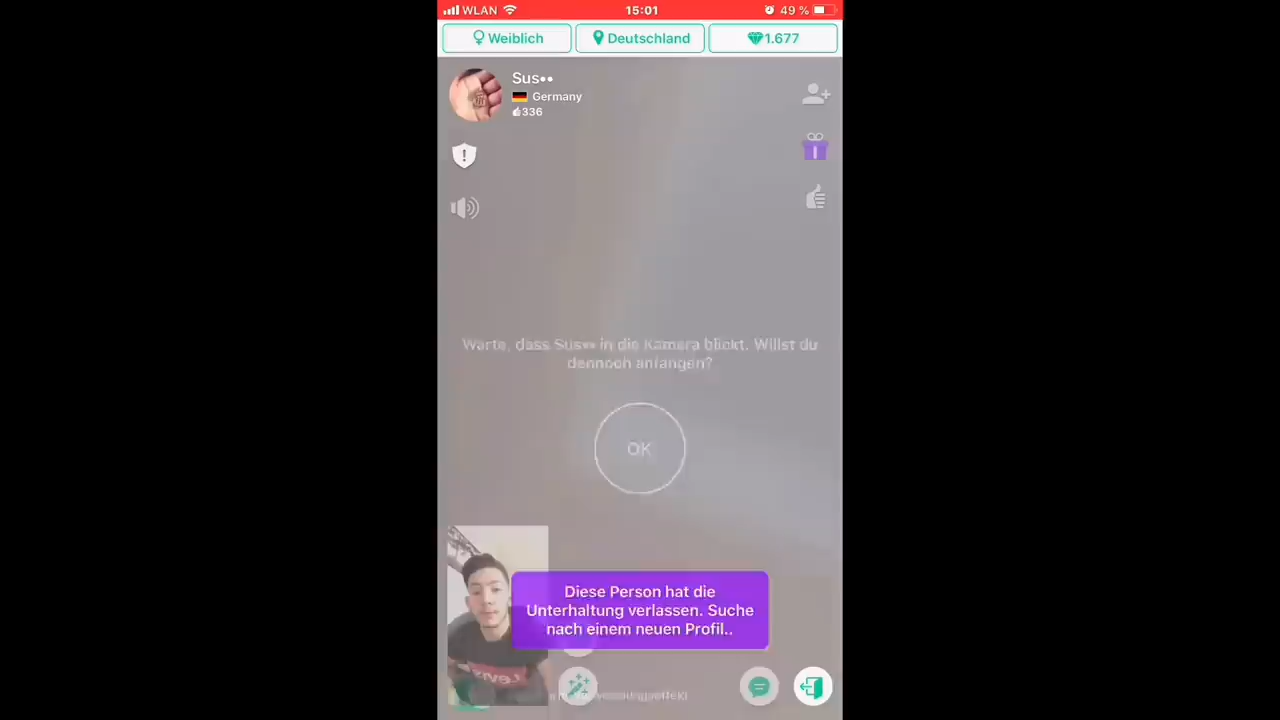 WLAN 15:01 49 %
Weiblich Deutschland 1.677
Sus••
Germany
336
Warte, dass Sus•• in die Kamera blickt. Willst du
dennoch anfangen?
OK
Diese Person hat die
Unterhaltung verlassen. Suche
nach einem neuen Profil..